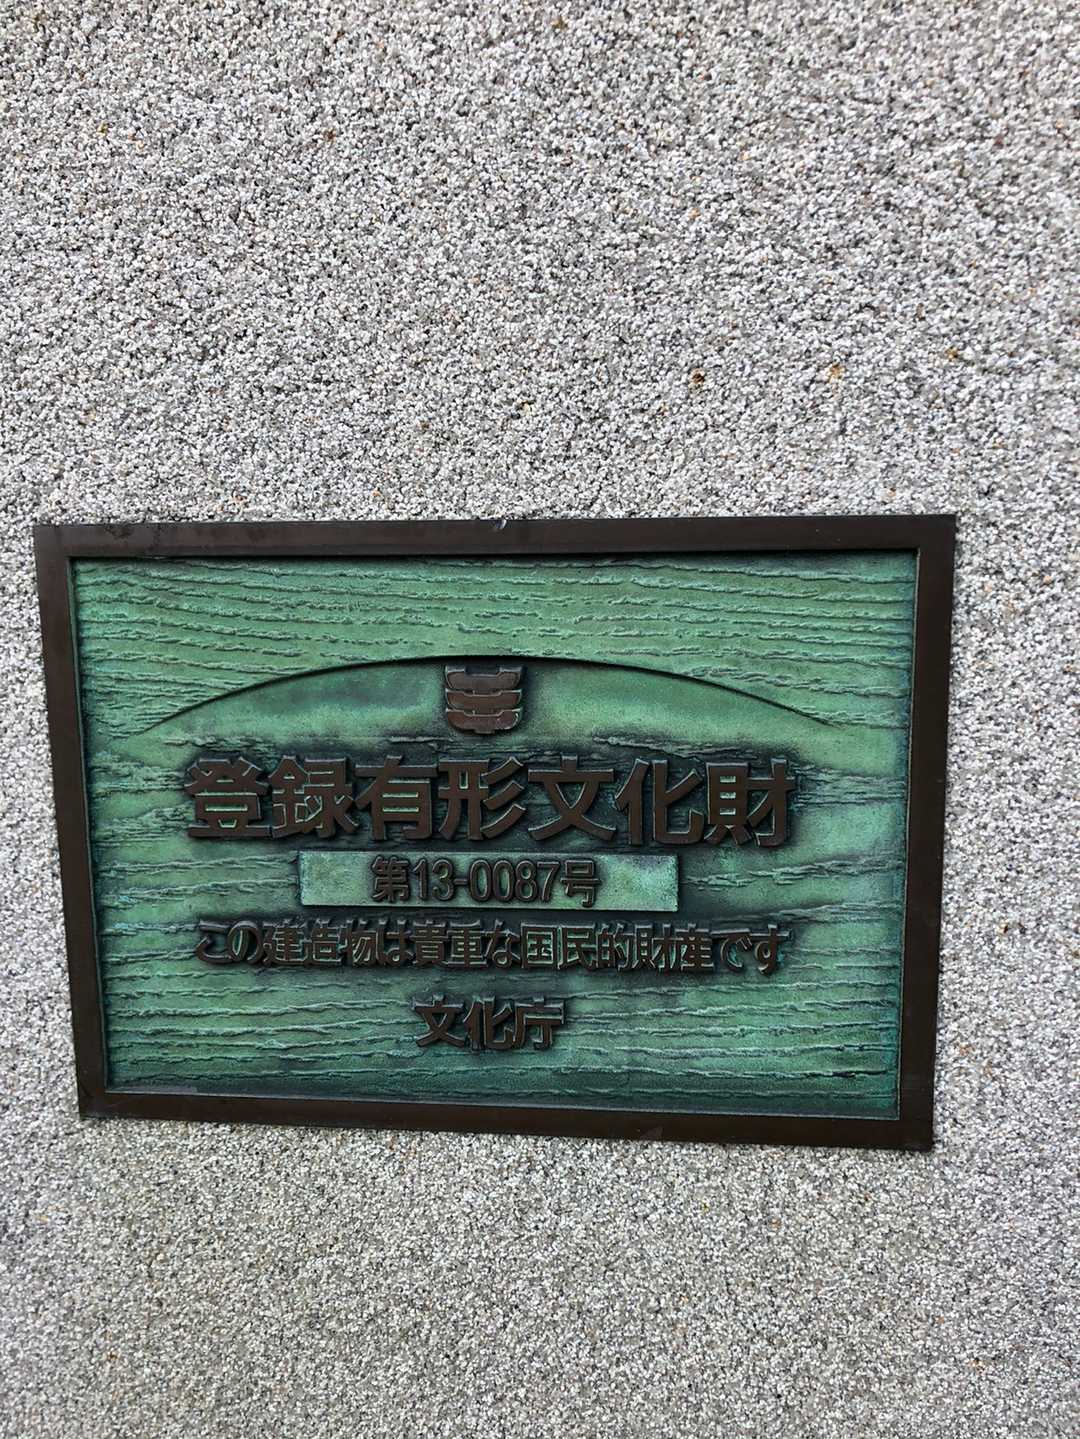 登録有形文化財
第13-0087号
この建造物は貴重な国民的財産です
文化庁